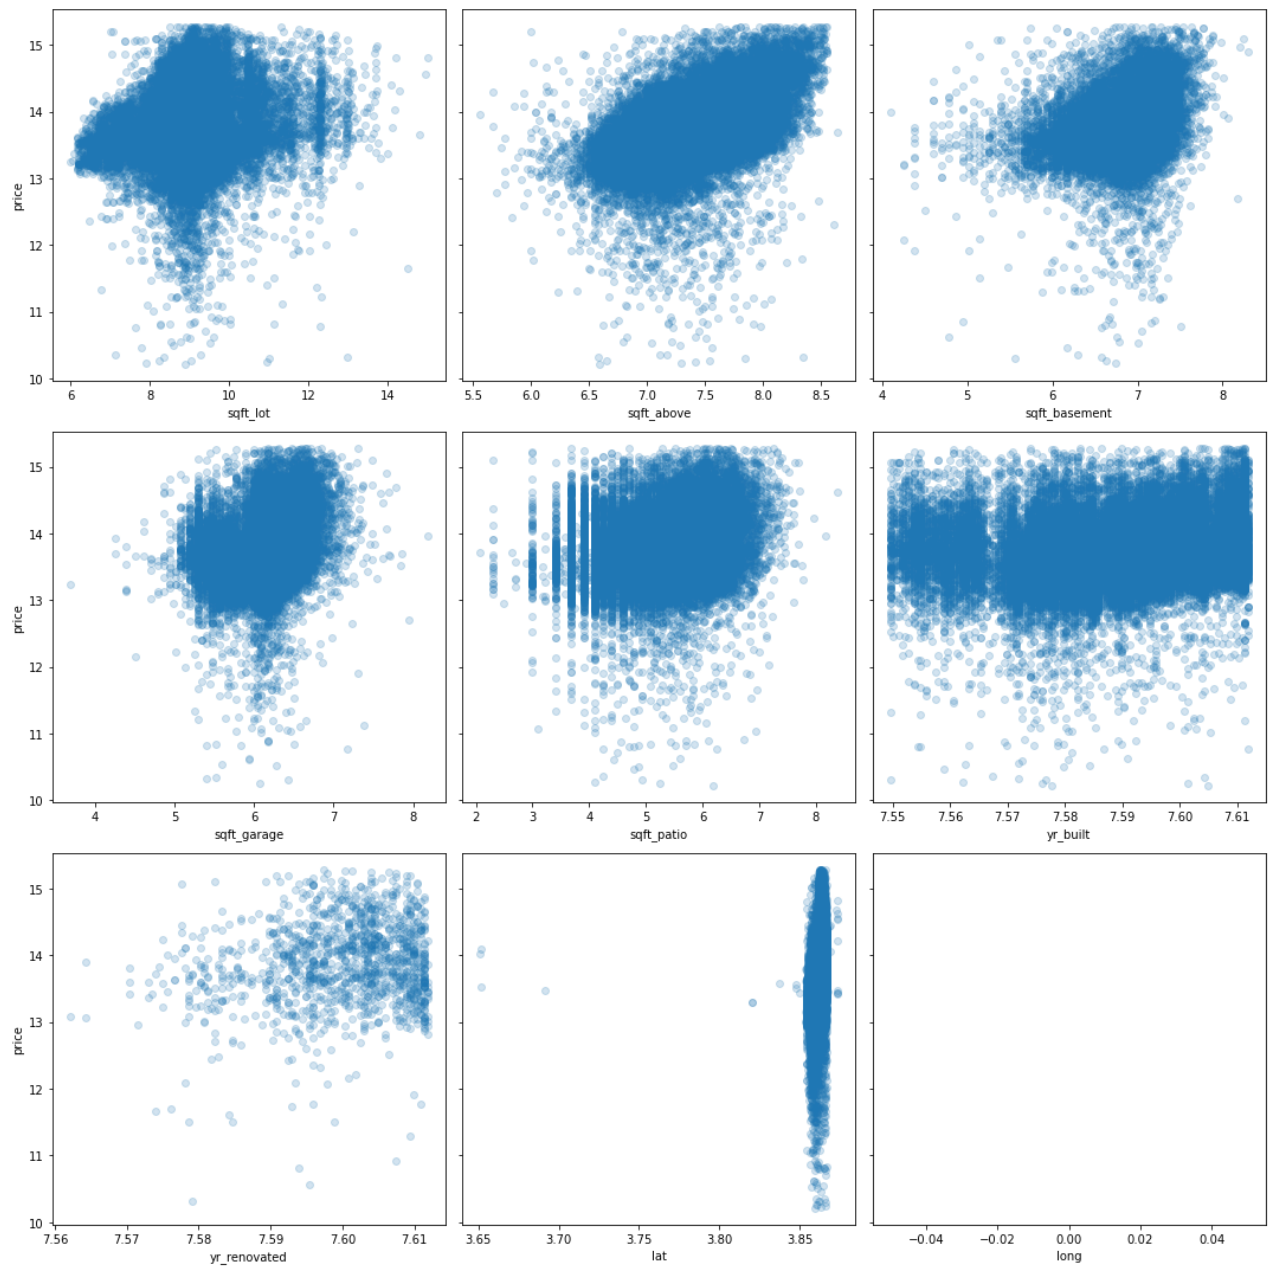 15
14
13
12
11
10
price
6 8 10 12 14
sqft_lot
5.5 6.0 6.5 7.0 7.5 8.0 8.5
sqft_above
4 5 6 7 8
sqft_basement
15
14
13
12
11
10
price
4 5 6 7 8
sqft_garage
2 3 4 5 6 7 8
sqft_patio
7.55 7.56 7.57 7.58 7.59 7.60 7.61
yr_built
15
14
13
12
11
10
price
7.56 7.57 7.58 7.59 7.60 7.61
yr_renovated
3.65 3.70 3.75 3.80 3.85
lat
−0.04 −0.02 0.00 0.02 0.04
long